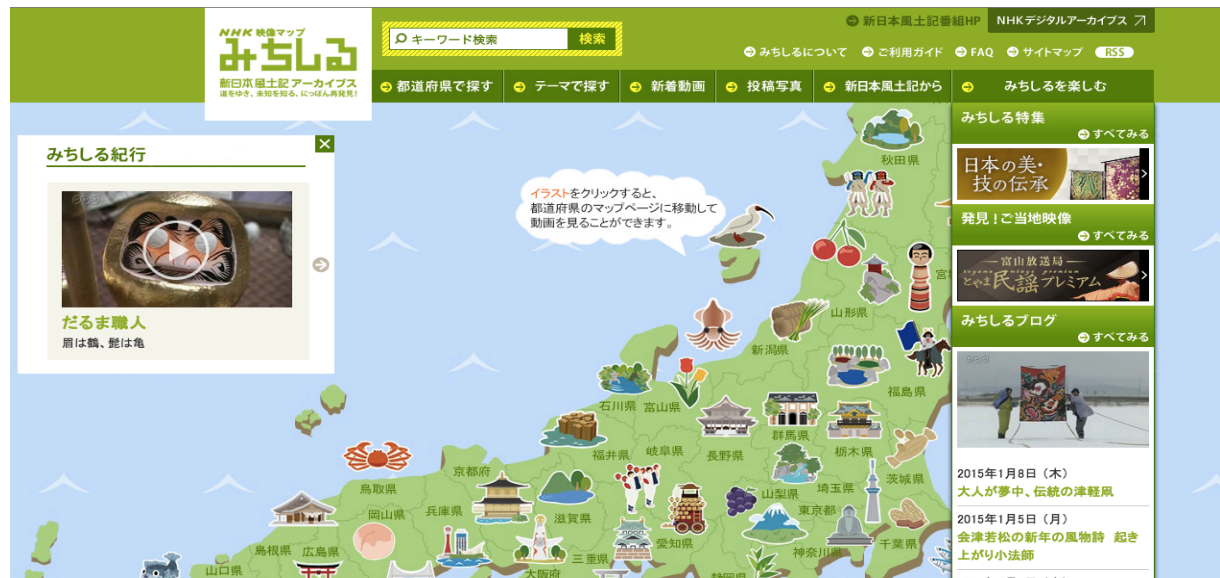 NHK 映像マップ
みちしる
新日本風土記アーカイブス
道をゆき、未知を知る、にっぽん再発見!
キーワード検索
検索
新日本風土記番組HP
NHKデジタルアーカイブス
みちしるについて
ご利用ガイド
FAQ
サイトマップ
RSS
都道府県で探す
テーマで探す
新着動画
投稿写真
新日本風土記から
みちしるを楽しむ
みちしる紀行
だるま職人
眉は鶴、髭は亀
イラストをクリックすると、
都道府県のマップページに移動して
動画を見ることができます。
秋田県
宮
山形県
新潟県
福島県
石川県
富山県
群馬県
栃木県
福井県
岐阜県
長野県
茨城県
京都府
鳥取県
山梨県
埼玉県
東京都
岡山県
兵庫県
滋賀県
愛知県
神奈川県
千葉県
島根県
広島県
三重県
山口県
大阪府
静岡県
みちしる特集
すべてみる
日本の美・
技の伝承
発見!ご当地映像
すべてみる
富山放送局
toyama minyo premium
とやま民謡プレミアム
みちしるブログ
すべてみる
NHK
2015年1月8日(木)
大人が夢中、伝統の津軽凧
2015年1月5日(月)
会津若松の新年の風物詩 起き
上がり小法師